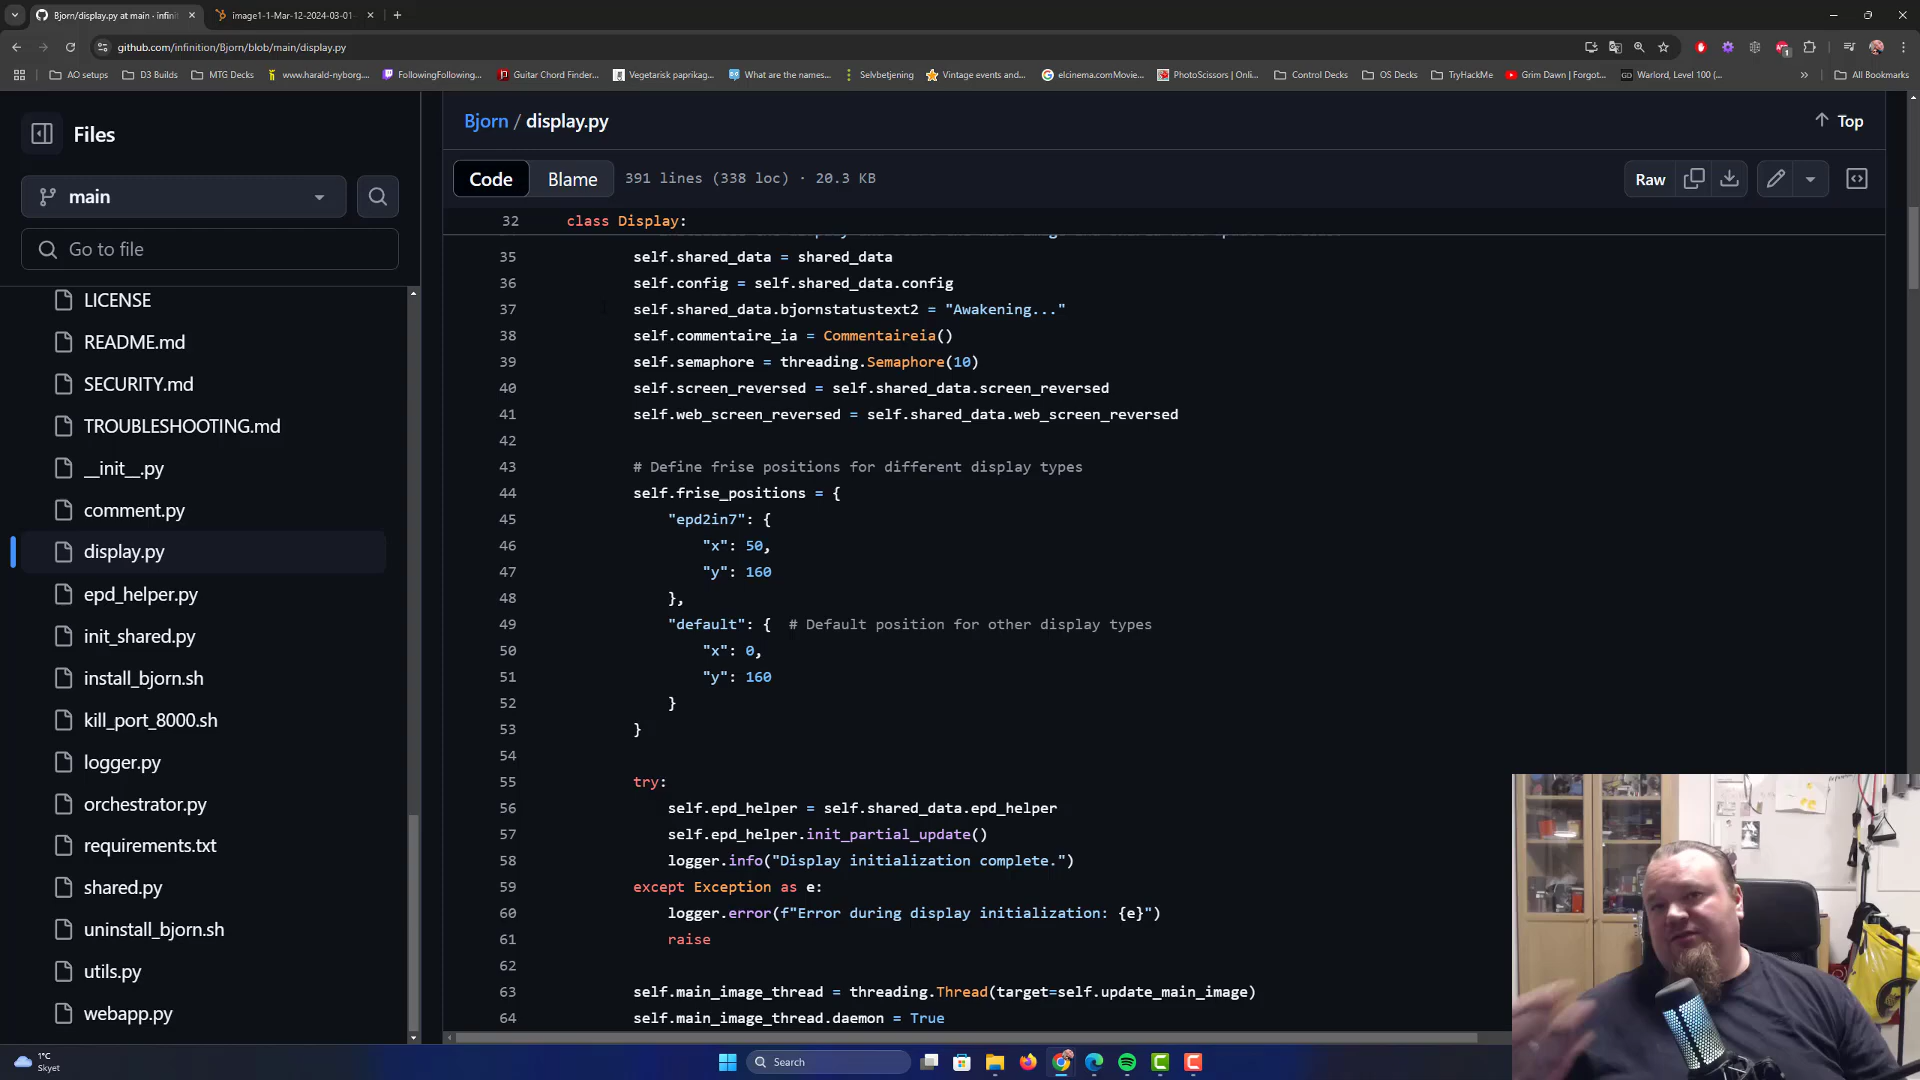 Bjorn/display.py at main · infinit
image1-1-Mar-12-2024-03-01-
github.com/infinition/Bjorn/blob/main/display.py
AO setups
D3 Builds
MTG Decks
www.harald-nyborg....
FollowingFollowing...
Guitar Chord Finder...
Vegetarisk paprikag...
What are the names...
Selvbetjening
Vintage events and...
elcinema.comMovie...
PhotoScissors | Onli...
Control Decks
OS Decks
TryHackMe
Grim Dawn | Forgot...
GD
Warlord, Level 100 (...
All Bookmarks
Files
main
Go to file
LICENSE
README.md
SECURITY.md
TROUBLESHOOTING.md
__init__.py
comment.py
display.py
epd_helper.py
init_shared.py
install_bjorn.sh
kill_port_8000.sh
logger.py
orchestrator.py
requirements.txt
shared.py
uninstall_bjorn.sh
utils.py
webapp.py
Bjorn / display.py
Top
Code
Blame
391 lines (338 loc) · 20.3 KB
Raw
32 class Display:
35 self.shared_data = shared_data
36 self.config = self.shared_data.config
37 self.shared_data.bjornstatustext2 = "Awakening..."
38 self.commentaire_ia = Commentaireia()
39 self.semaphore = threading.Semaphore(10)
40 self.screen_reversed = self.shared_data.screen_reversed
41 self.web_screen_reversed = self.shared_data.web_screen_reversed
42
43 # Define frise positions for different display types
44 self.frise_positions = {
45 "epd2in7": {
46 "x": 50,
47 "y": 160
48 },
49 "default": { # Default position for other display types
50 "x": 0,
51 "y": 160
52 }
53 }
54
55 try:
56 self.epd_helper = self.shared_data.epd_helper
57 self.epd_helper.init_partial_update()
58 logger.info("Display initialization complete.")
59 except Exception as e:
60 logger.error(f"Error during display initialization: {e}")
61 raise
62
63 self.main_image_thread = threading.Thread(target=self.update_main_image)
64 self.main_image_thread.daemon = True
1°C
Skyet
Search